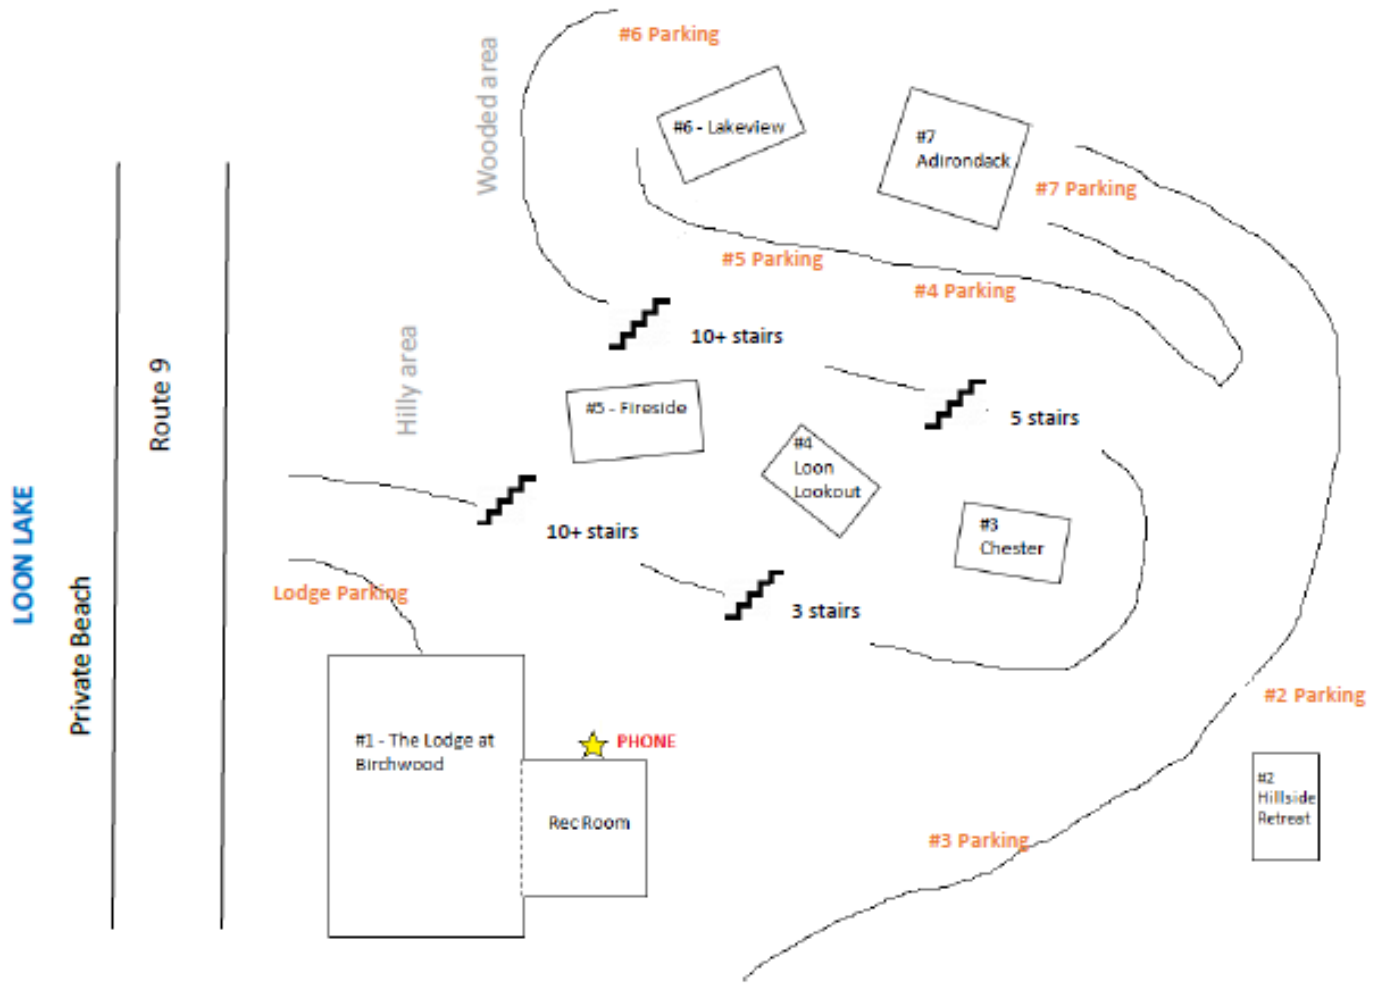 #6 Parking
Wooded area
#6 - Lakeview
#7
Adirondack
#7 Parking
#5 Parking
#4 Parking
10+ stairs
Hilly area
Route 9
#5 - Fireside
5 stairs
#4
Loon
Lookout
LOON LAKE
Private Beach
10+ stairs
#3
Chester
Lodge Parking
3 stairs
#2 Parking
#1 - The Lodge at
Birchwood
PHONE
#2
Hillside
Retreat
Rec Room
#3 Parking